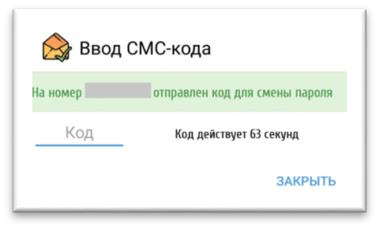 Ввод СМС-кода
На номер отправлен код для смены пароля
Код
Код действует 63 секунд
ЗАКРЫТЬ